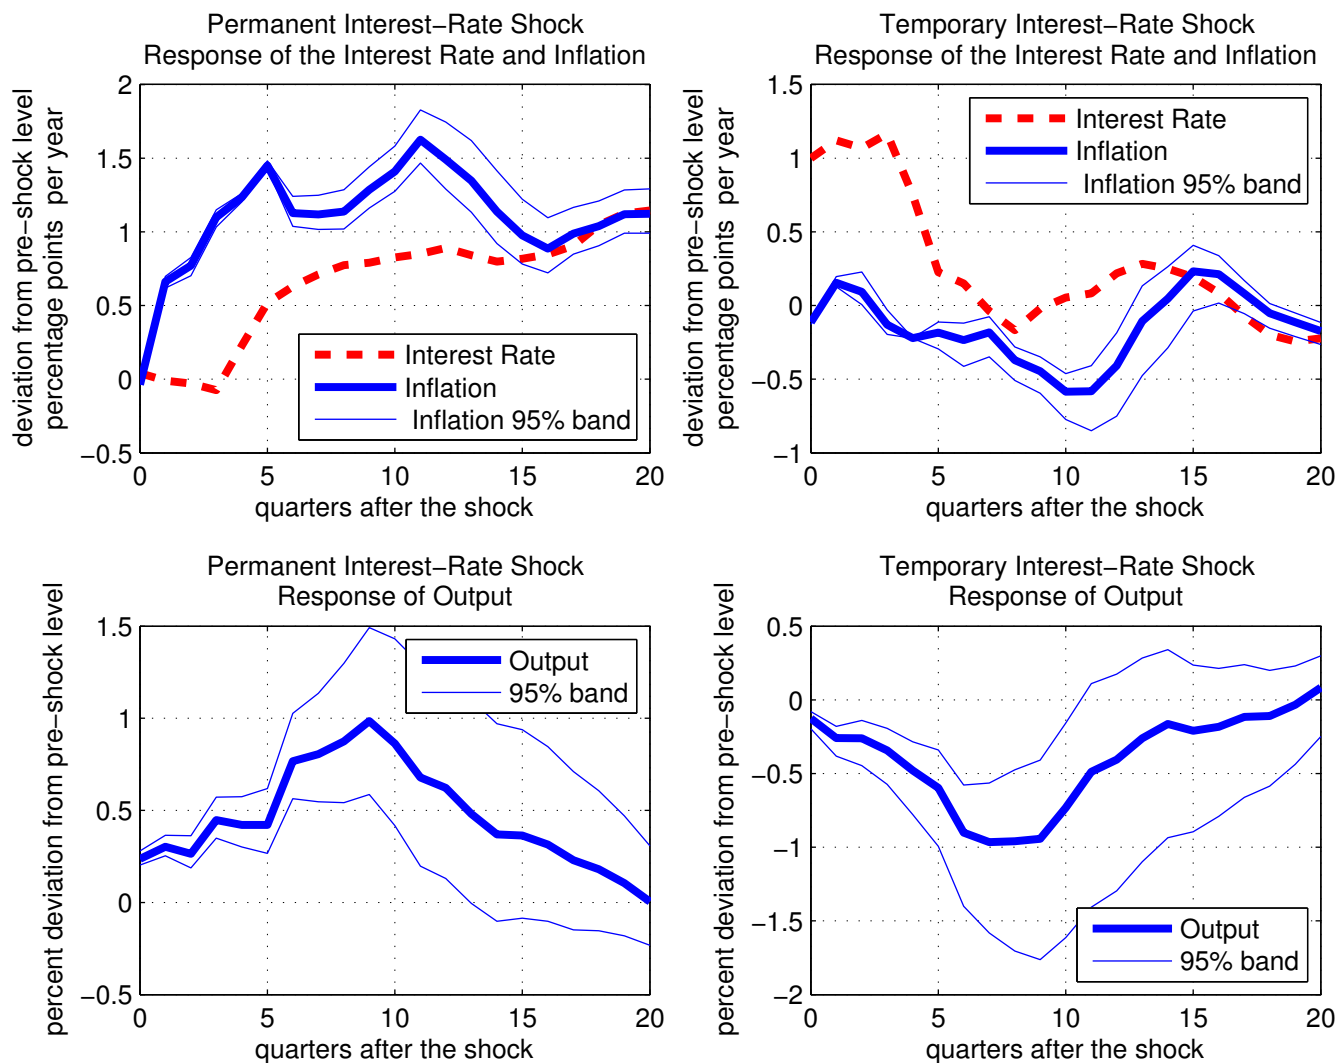 Permanent Interest−Rate Shock
Response of the Interest Rate and Inflation
deviation from pre−shock level
percentage points per year
2
1.5
1
0.5
0
−0.5
0
5
10
15
20
Interest Rate
Inflation
Inflation 95% band
quarters after the shock
Temporary Interest−Rate Shock
Response of the Interest Rate and Inflation
deviation from pre−shock level
percentage points per year
1.5
1
0.5
0
−0.5
−1
0
5
10
15
20
Interest Rate
Inflation
Inflation 95% band
quarters after the shock
Permanent Interest−Rate Shock
Response of Output
percent deviation from pre−shock level
1.5
1
0.5
0
−0.5
0
5
10
15
20
Output
95% band
quarters after the shock
Temporary Interest−Rate Shock
Response of Output
percent deviation from pre−shock level
0.5
0
−0.5
−1
−1.5
−2
0
5
10
15
20
Output
95% band
quarters after the shock